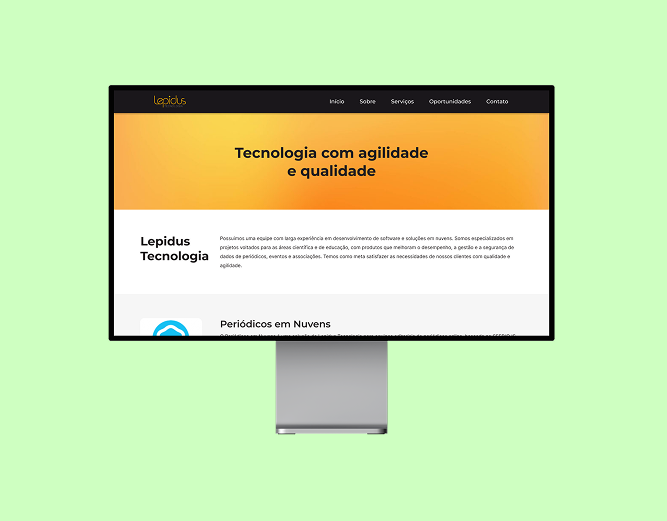 Lepidus
Início Sobre Serviços Oportunidades Contato
Tecnologia com agilidade
e qualidade
Lepidus
Tecnologia
Possuímos uma equipe com larga experiência em desenvolvimento de software e soluções em nuvens. Somos especializados em
projetos voltados para as áreas científica e de educação, com produtos que melhoram o desempenho, a gestão e a segurança de
dados de periódicos, eventos e associações. Temos como meta satisfazer as necessidades de nossos clientes com qualidade e
agilidade.
Periódicos em Nuvens